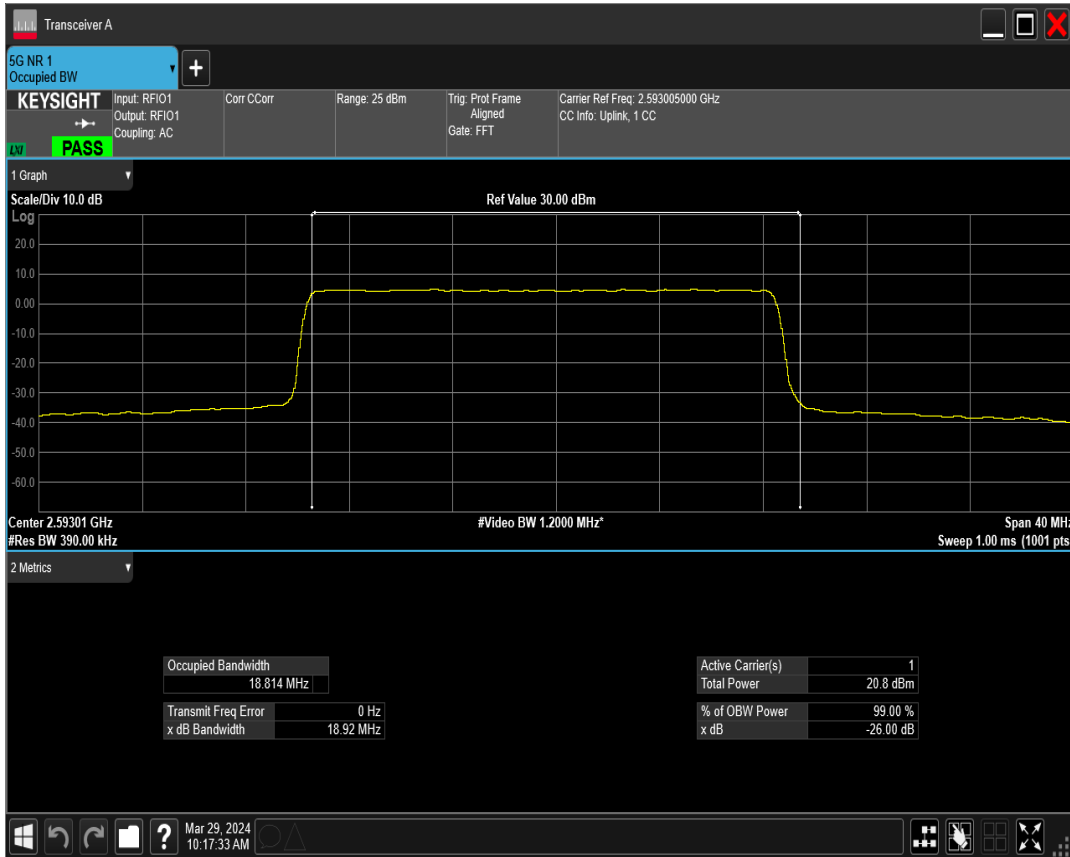 Transceiver A
5G NR 1
Occupied BW
KEYSIGHT
LXI
PASS
Input: RFIO1
Output: RFIO1
Coupling: AC
Corr CCorr
Range: 25 dBm
Trig: Prot Frame
Aligned
Gate: FFT
Carrier Ref Freq: 2.593005000 GHz
CC Info: Uplink, 1 CC
1 Graph
Scale/Div 10.0 dB
Ref Value 30.00 dBm
Log
20.0
10.0
0.00
-10.0
-20.0
-30.0
-40.0
-50.0
-60.0
Center 2.59301 GHz
#Video BW 1.2000 MHz*
Span 40 MHz
#Res BW 390.00 kHz
Sweep 1.00 ms (1001 pts
2 Metrics
Occupied Bandwidth
18.814 MHz
Transmit Freq Error 0 Hz
x dB Bandwidth 18.92 MHz
Active Carrier(s) 1
Total Power 20.8 dBm
% of OBW Power 99.00 %
x dB -26.00 dB
?
Mar 29, 2024
10:17:33 AM